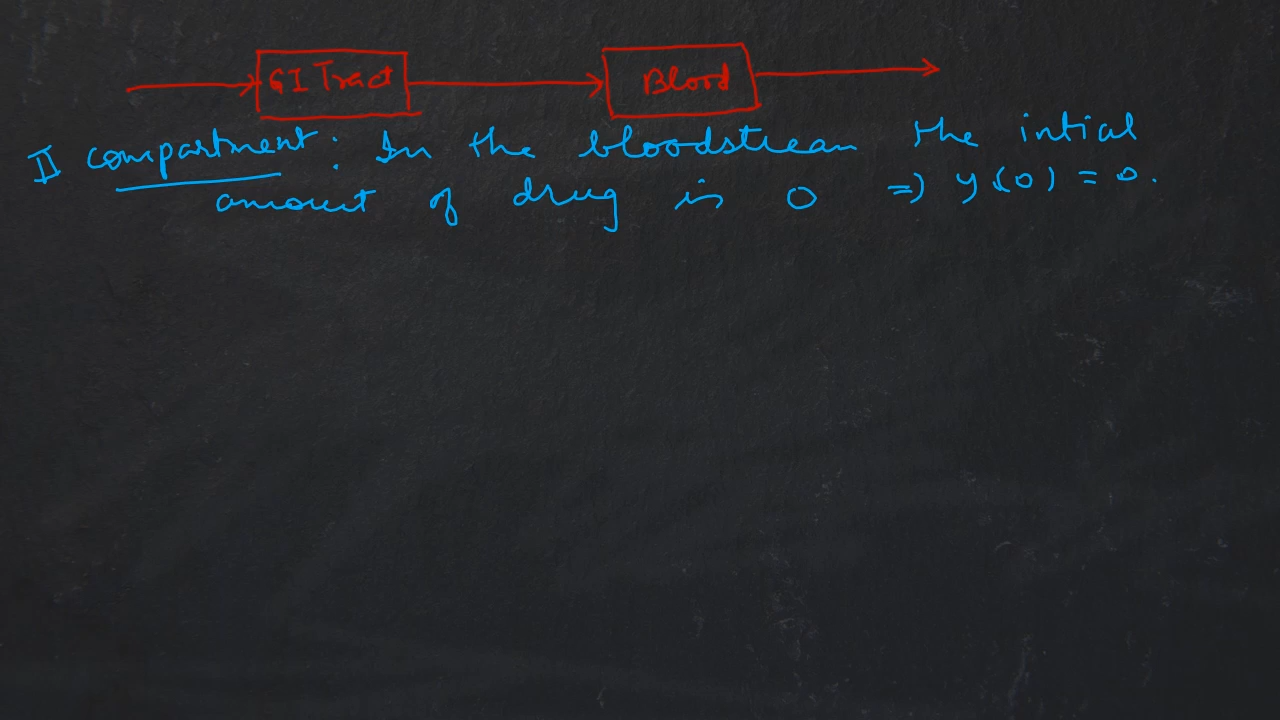 GI Tract
Blood
II compartment: In the bloodstream the intial
amount of drug is 0 => y(0) = 0.